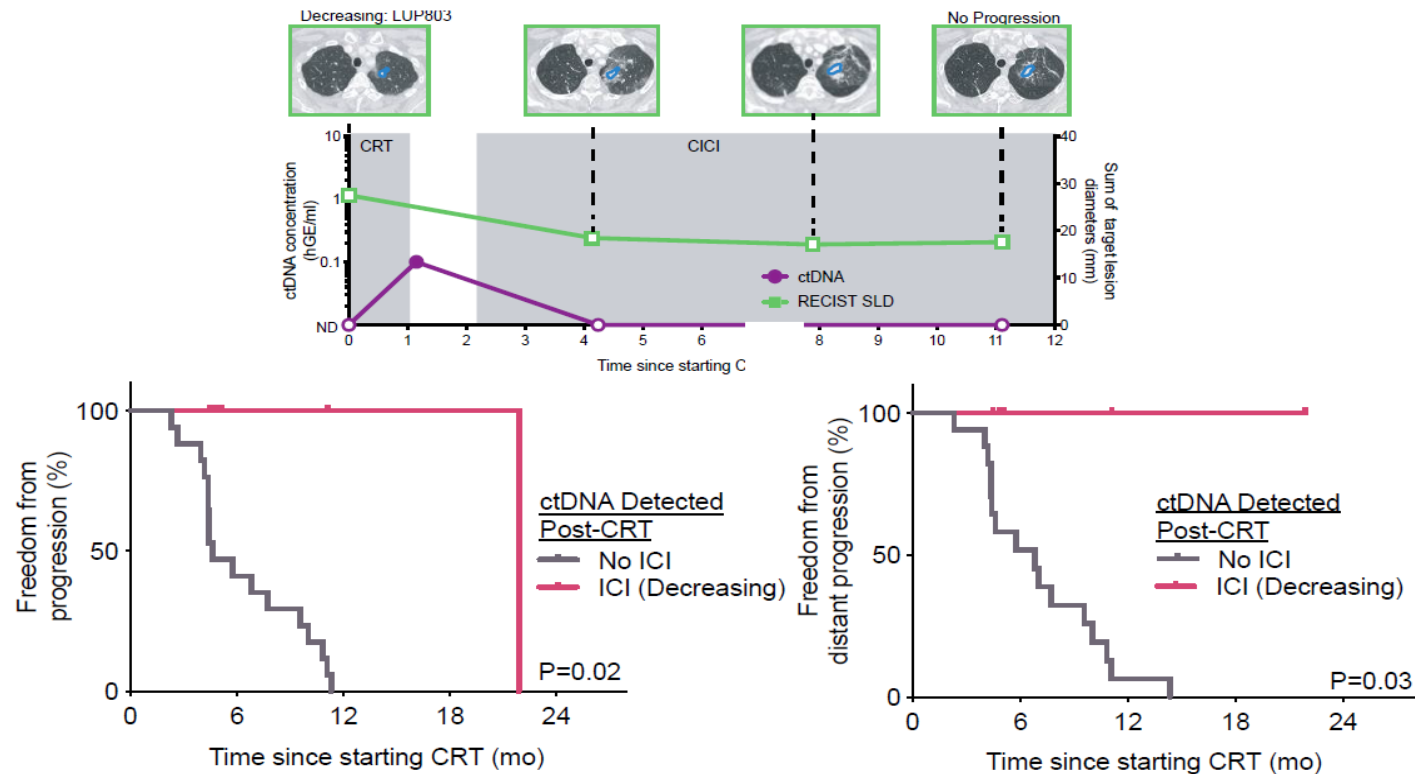 Decreasing: LUP803
No Progression
CRT
CICI
10
1
0.1
ND
ctDNA concentration
(hGE/ml)
40
30
20
10
0
Sum of target lesion
diameters (mm)
ctDNA
RECIST SLD
0 1 2 3 4 5 6 8 9 10 11 12
Time since starting C
100
50
0
Freedom from
progression (%)
ctDNA Detected
Post-CRT
No ICI
ICI (Decreasing)
P=0.02
0 6 12 18 24
Time since starting CRT (mo)
100
50
0
Freedom from
distant progression (%)
ctDNA Detected
Post-CRT
No ICI
ICI (Decreasing)
P=0.03
0 6 12 18 24
Time since starting CRT (mo)